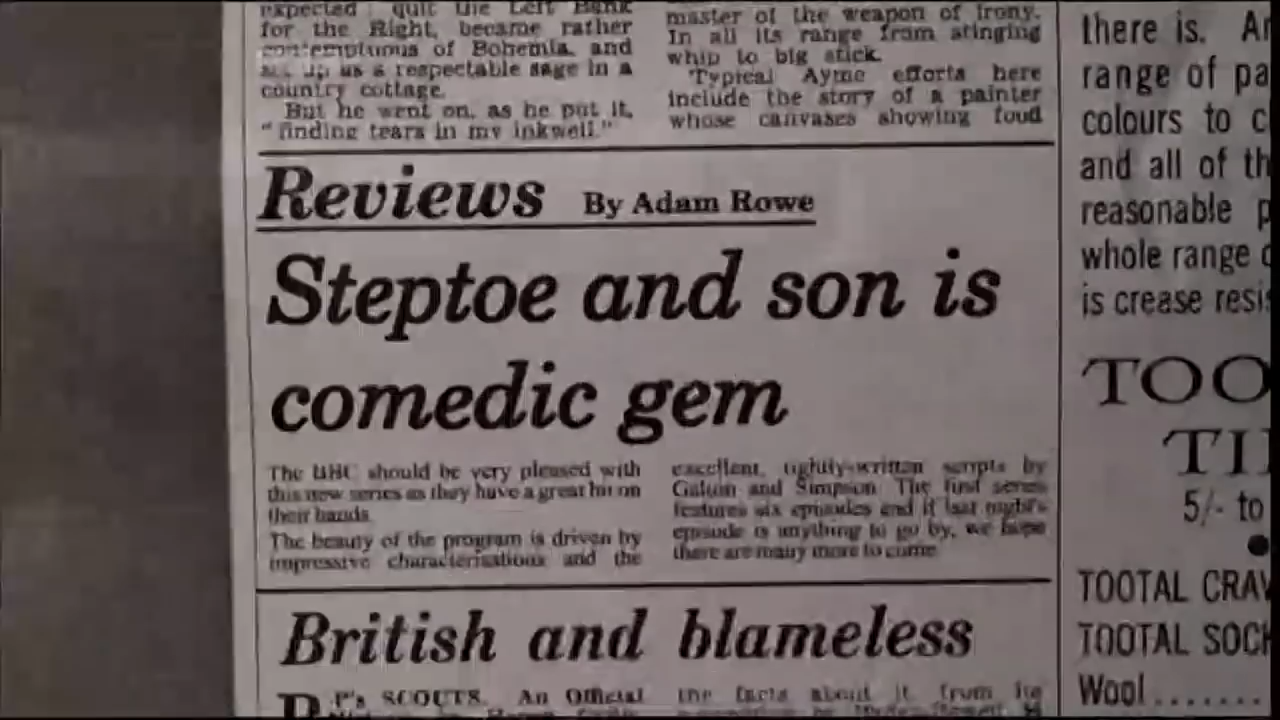 expected quit the Left Bank
for the Right, became rather
contemptuous of Bohemia, and
set up as a respectable sage in a
country cottage.
But he went on, as he put it,
"finding tears in my inkwell."
master of the weapon of irony.
In all its range from stinging
whip to big stick.
Typical Ayme efforts here
include the story of a painter
whose canvases showing food
Reviews By Adam Rowe
Steptoe and son is
comedic gem
The BBC should be very pleased with
this new series as they have a great hit on
their hands.
The beauty of the program is driven by
impressive characterisations and the
excellent, tightly-written scripts by
Galton and Simpson. The first series
features six episodes and if last night's
episode is anything to go by, we hope
there are many more to come.
British and blameless
B.P's SCOUTS. An Official
the facts about it from its
there is. Ar
range of pa
colours to c
and all of th
reasonable p
whole range o
is crease resis
TOO
TI
5/- to
TOOTAL CRAV
TOOTAL SOCK
Wool.......